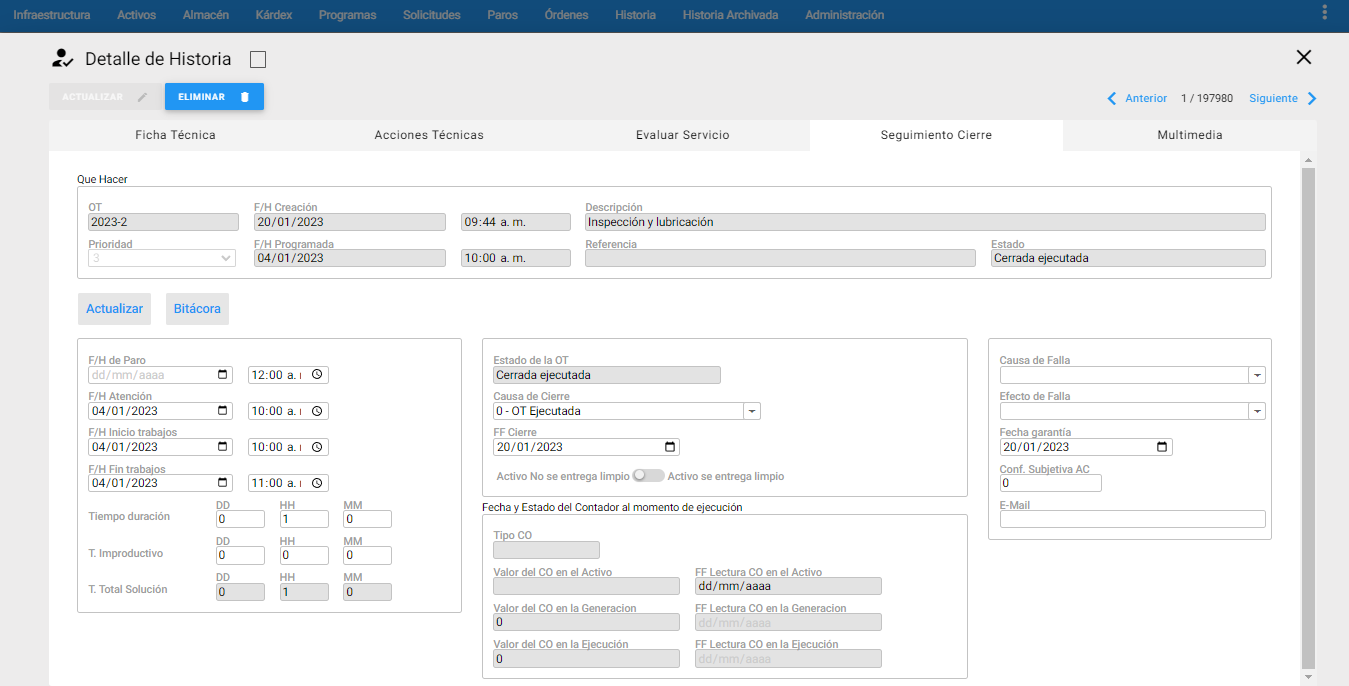 Infraestructura Activos Almacén Kárdex Programas Solicitudes Paros Órdenes Historia Historia Archivada Administración
Detalle de Historia
ACTUALIZAR ELIMINAR
Anterior 1 / 197980 Siguiente
Ficha Técnica Acciones Técnicas Evaluar Servicio Seguimiento Cierre Multimedia
Que Hacer
OT F/H Creación Descripción
2023-2 20/01/2023 09:44 a. m. Inspección y lubricación
Prioridad F/H Programada Referencia Estado
3 04/01/2023 10:00 a. m. Cerrada ejecutada
Actualizar Bitácora
F/H de Paro
dd/mm/aaaa 12:00 a.
F/H Atención
04/01/2023 10:00 a.
F/H Inicio trabajos
04/01/2023 10:00 a.
F/H Fin trabajos
04/01/2023 11:00 a.
DD HH MM
Tiempo duración 0 1 0
DD HH MM
T. Improductivo 0 0 0
DD HH MM
T. Total Solución 0 1 0
Estado de la OT
Cerrada ejecutada
Causa de Cierre
0 - OT Ejecutada
FF Cierre
20/01/2023
Activo No se entrega limpio Activo se entrega limpio
Fecha y Estado del Contador al momento de ejecución
Tipo CO
Valor del CO en el Activo FF Lectura CO en el Activo
dd/mm/aaaa
Valor del CO en la Generacion FF Lectura CO en la Generacion
0 dd/mm/aaaa
Valor del CO en la Ejecución FF Lectura CO en la Ejecución
0 dd/mm/aaaa
Causa de Falla
Efecto de Falla
Fecha garantía
20/01/2023
Conf. Subjetiva AC
0
E-Mail